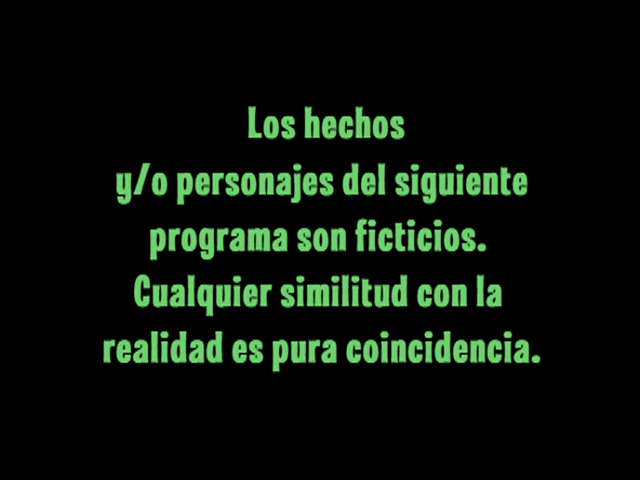 Los hechos
y/o personajes del siguiente
programa son ficticios.
Cualquier similitud con la
realidad es pura coincidencia.